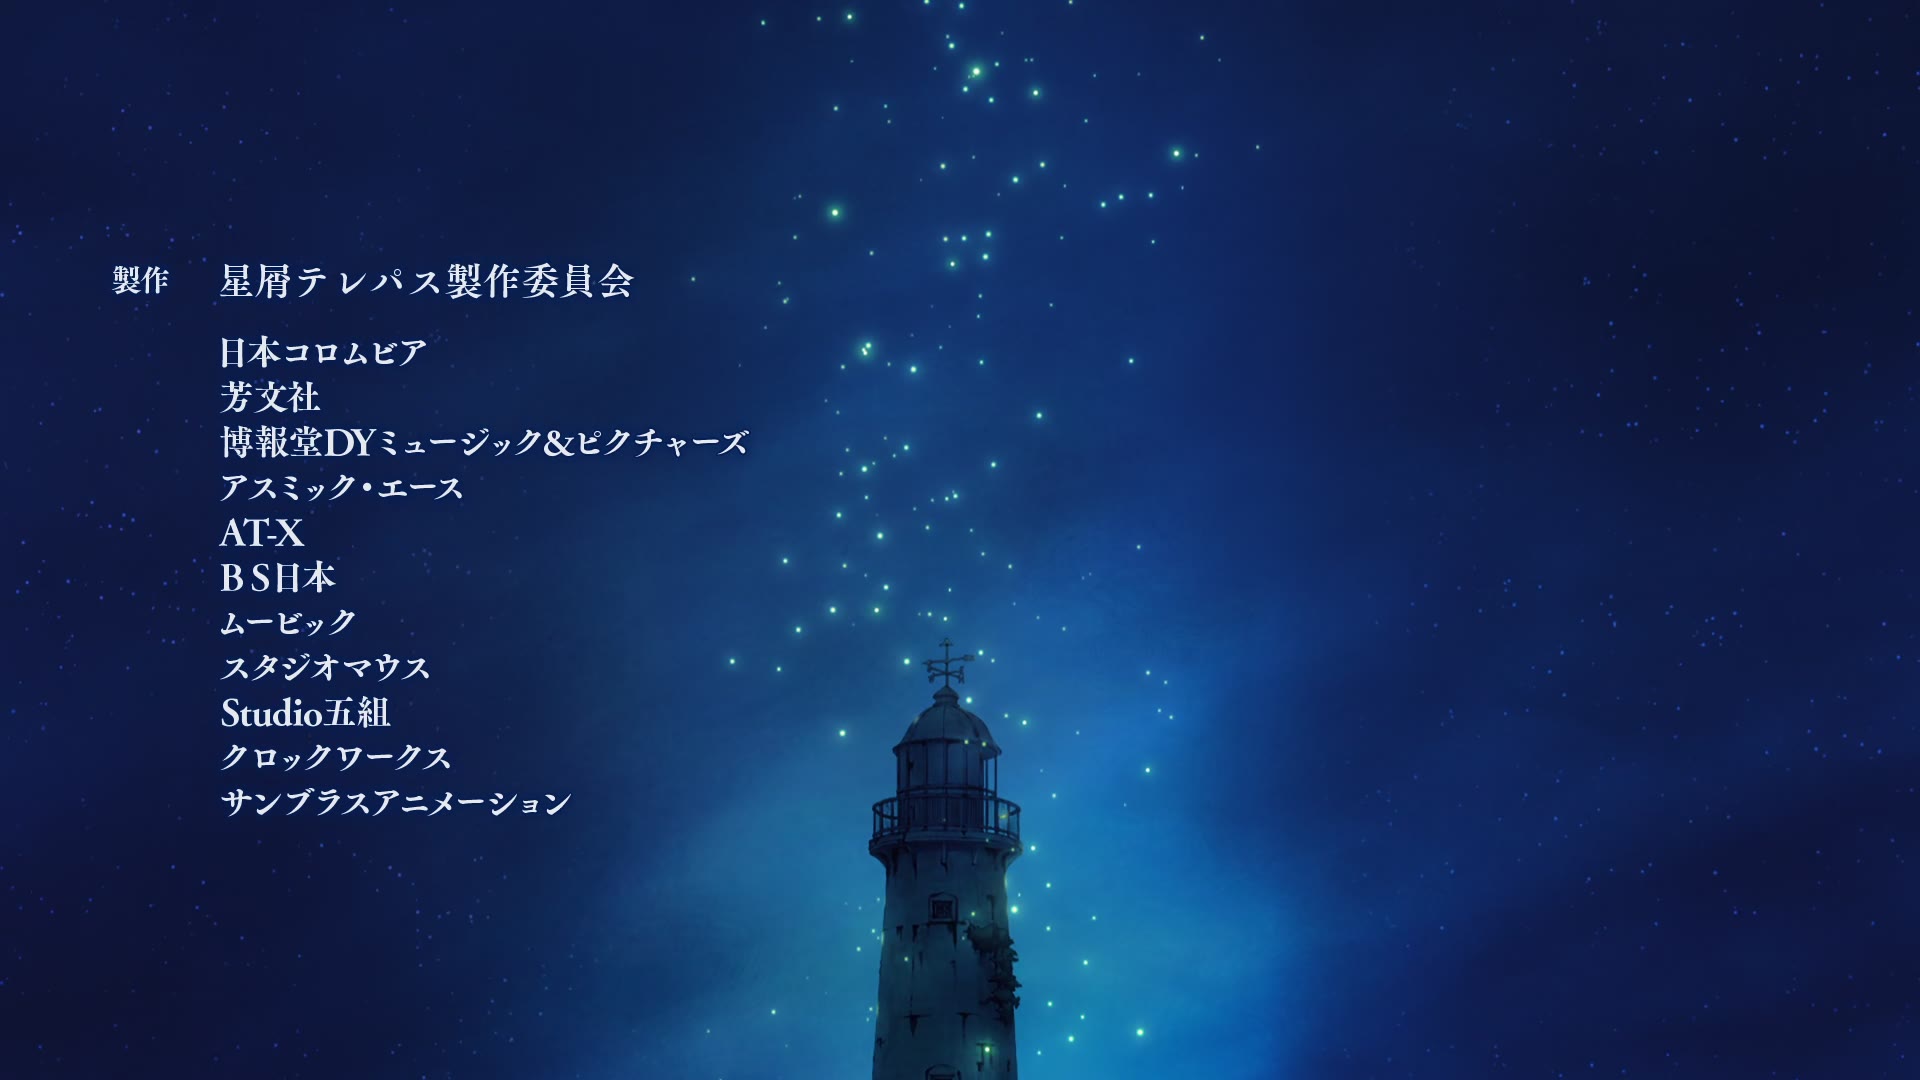 製作 星屑テレパス製作委員会
日本コロムビア
芳文社
博報堂DYミュージック&ピクチャーズ
アスミック・エース
AT-X
BS日本
ムービック
スタジオマウス
Studio五組
クロックワークス
サンブラスアニメーション